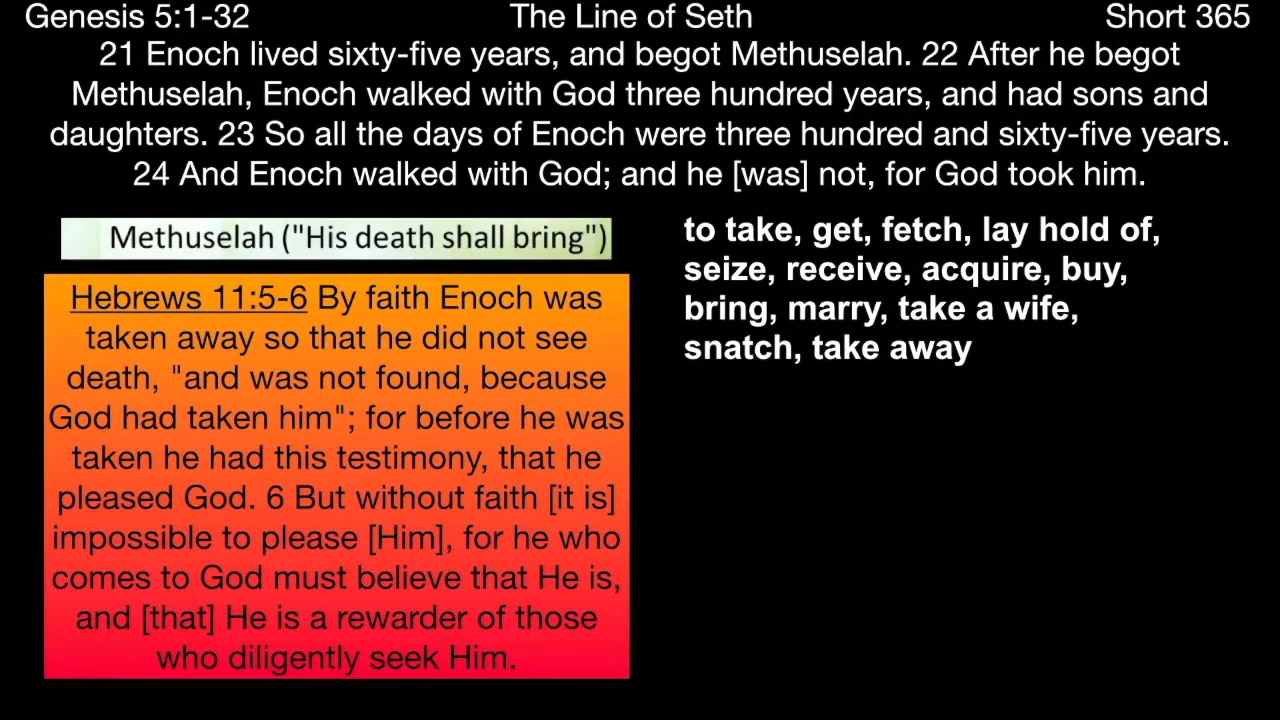 Genesis 5:1-32 The Line of Seth Short 365
21 Enoch lived sixty-five years, and begot Methuselah. 22 After he begot
Methuselah, Enoch walked with God three hundred years, and had sons and
daughters. 23 So all the days of Enoch were three hundred and sixty-five years.
24 And Enoch walked with God; and he [was] not, for God took him.
Methuselah ("His death shall bring")
Hebrews 11:5-6 By faith Enoch was
taken away so that he did not see
death, "and was not found, because
God had taken him"; for before he was
taken he had this testimony, that he
pleased God. 6 But without faith [it is]
impossible to please [Him], for he who
comes to God must believe that He is,
and [that] He is a rewarder of those
who diligently seek Him.
to take, get, fetch, lay hold of,
seize, receive, acquire, buy,
bring, marry, take a wife,
snatch, take away